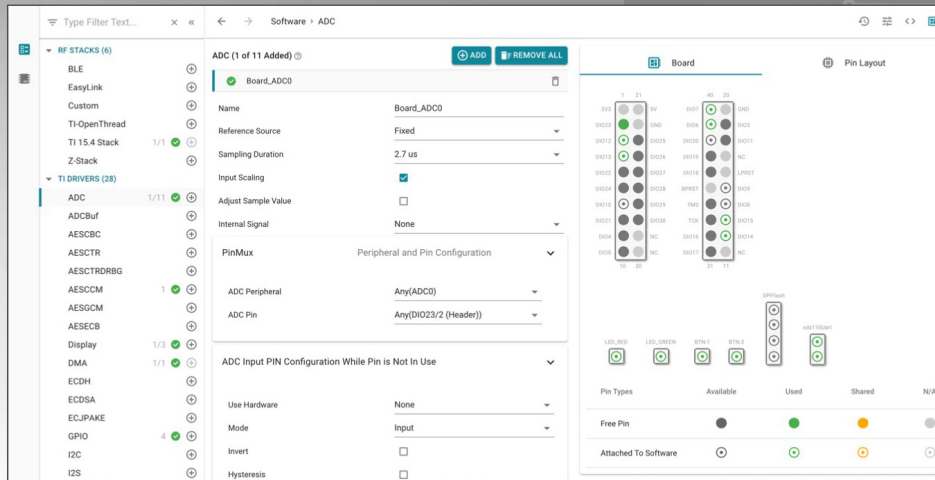 Type Filter Text...
Software › ADC
RF STACKS (6)
BLE
EasyLink
Custom
TI-OpenThread
TI 15.4 Stack 1/1
Z-Stack
TI DRIVERS (28)
ADC 1/11
ADCBuf
AESCBC
AESCTR
AESCTRDRBG
AESCCM 1
AESGCM
AESECB
Display 1/3
DMA 1/1
ECDH
ECDSA
ECJPAKE
GPIO 4
I2C
I2S
ADC (1 of 11 Added)
ADD
REMOVE ALL
Board_ADC0
Name Board_ADC0
Reference Source Fixed
Sampling Duration 2.7 us
Input Scaling
Adjust Sample Value
Internal Signal None
PinMux Peripheral and Pin Configuration
ADC Peripheral Any(ADC0)
ADC Pin Any(DIO23/2 (Header))
ADC Input PIN Configuration While Pin is Not In Use
Use Hardware None
Mode Input
Invert
Hysteresis
Board
Pin Layout
1 21 40 20
3V3 5V DIO7 GND
DIO23 GND DIO6 DIO3
DIO12 DIO25 DIO20 DIO11
DIO13 DIO26 DIO19 NC
DIO22 DIO27 DIO18 LPRST
DIO24 DIO28 BPRST DIO9
DIO10 DIO29 TMS DIO8
DIO21 DIO30 TCK DIO15
DIO4 NC DIO16 DIO14
DIO5 NC DIO17 NC
10 30 31 11
SPIFlash
LED_RED LED_GREEN BTN-1 BTN-2 xds110Uart
Pin Types Available Used Shared N/A
Free Pin
Attached To Software